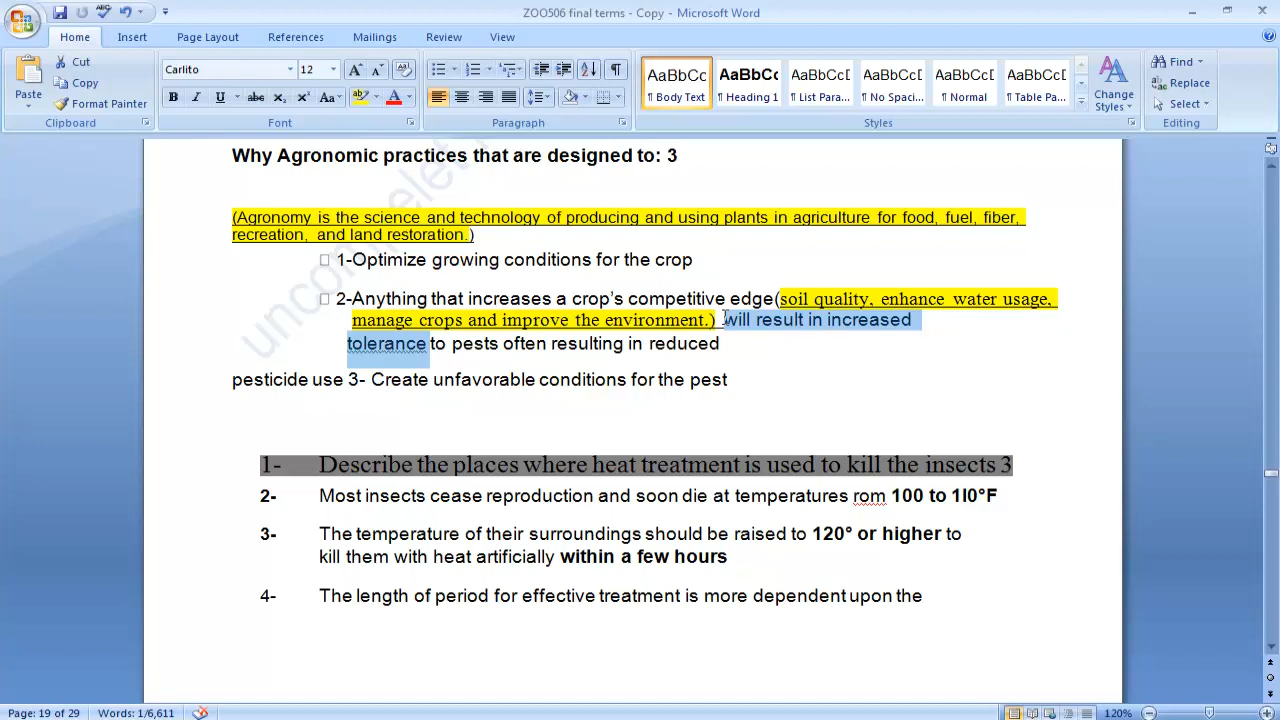 ZOO506 final terms - Copy - Microsoft Word
Home Insert Page Layout References Mailings Review View
Paste Cut Copy Format Painter
Carlito 12
AaBbCc AaBbCc AaBbCcD AaBbCcD AaBbCcD AaBbCcD
¶ Body Text ¶ Heading 1 ¶ List Para... ¶ No Spaci... ¶ Normal ¶ Table Pa...
Change Styles
Find Replace Select
Clipboard Font Paragraph Styles Editing
Why Agronomic practices that are designed to: 3
(Agronomy is the science and technology of producing and using plants in agriculture for food, fuel, fiber,
recreation, and land restoration.)
1-Optimize growing conditions for the crop
2-Anything that increases a crop's competitive edge(soil quality, enhance water usage,
manage crops and improve the environment.) will result in increased
tolerance to pests often resulting in reduced
pesticide use 3- Create unfavorable conditions for the pest
1- Describe the places where heat treatment is used to kill the insects 3
2- Most insects cease reproduction and soon die at temperatures rom 100 to 1l0°F
3- The temperature of their surroundings should be raised to 120° or higher to
kill them with heat artificially within a few hours
4- The length of period for effective treatment is more dependent upon the
Page: 19 of 29 Words: 1/6,611 120%